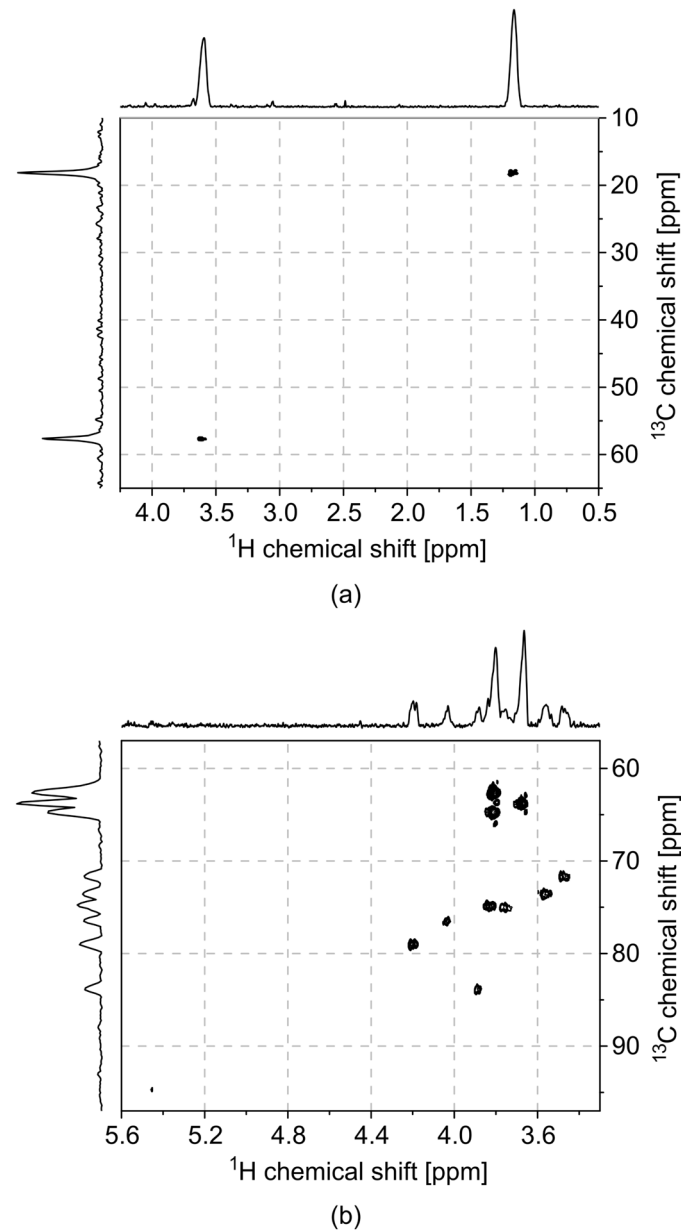 10
20
30
40
50
60
¹³C chemical shift [ppm]
4.0 3.5 3.0 2.5 2.0 1.5 1.0 0.5
¹H chemical shift [ppm]
(a)
60
70
80
90
¹³C chemical shift [ppm]
5.6 5.2 4.8 4.4 4.0 3.6
¹H chemical shift [ppm]
(b)